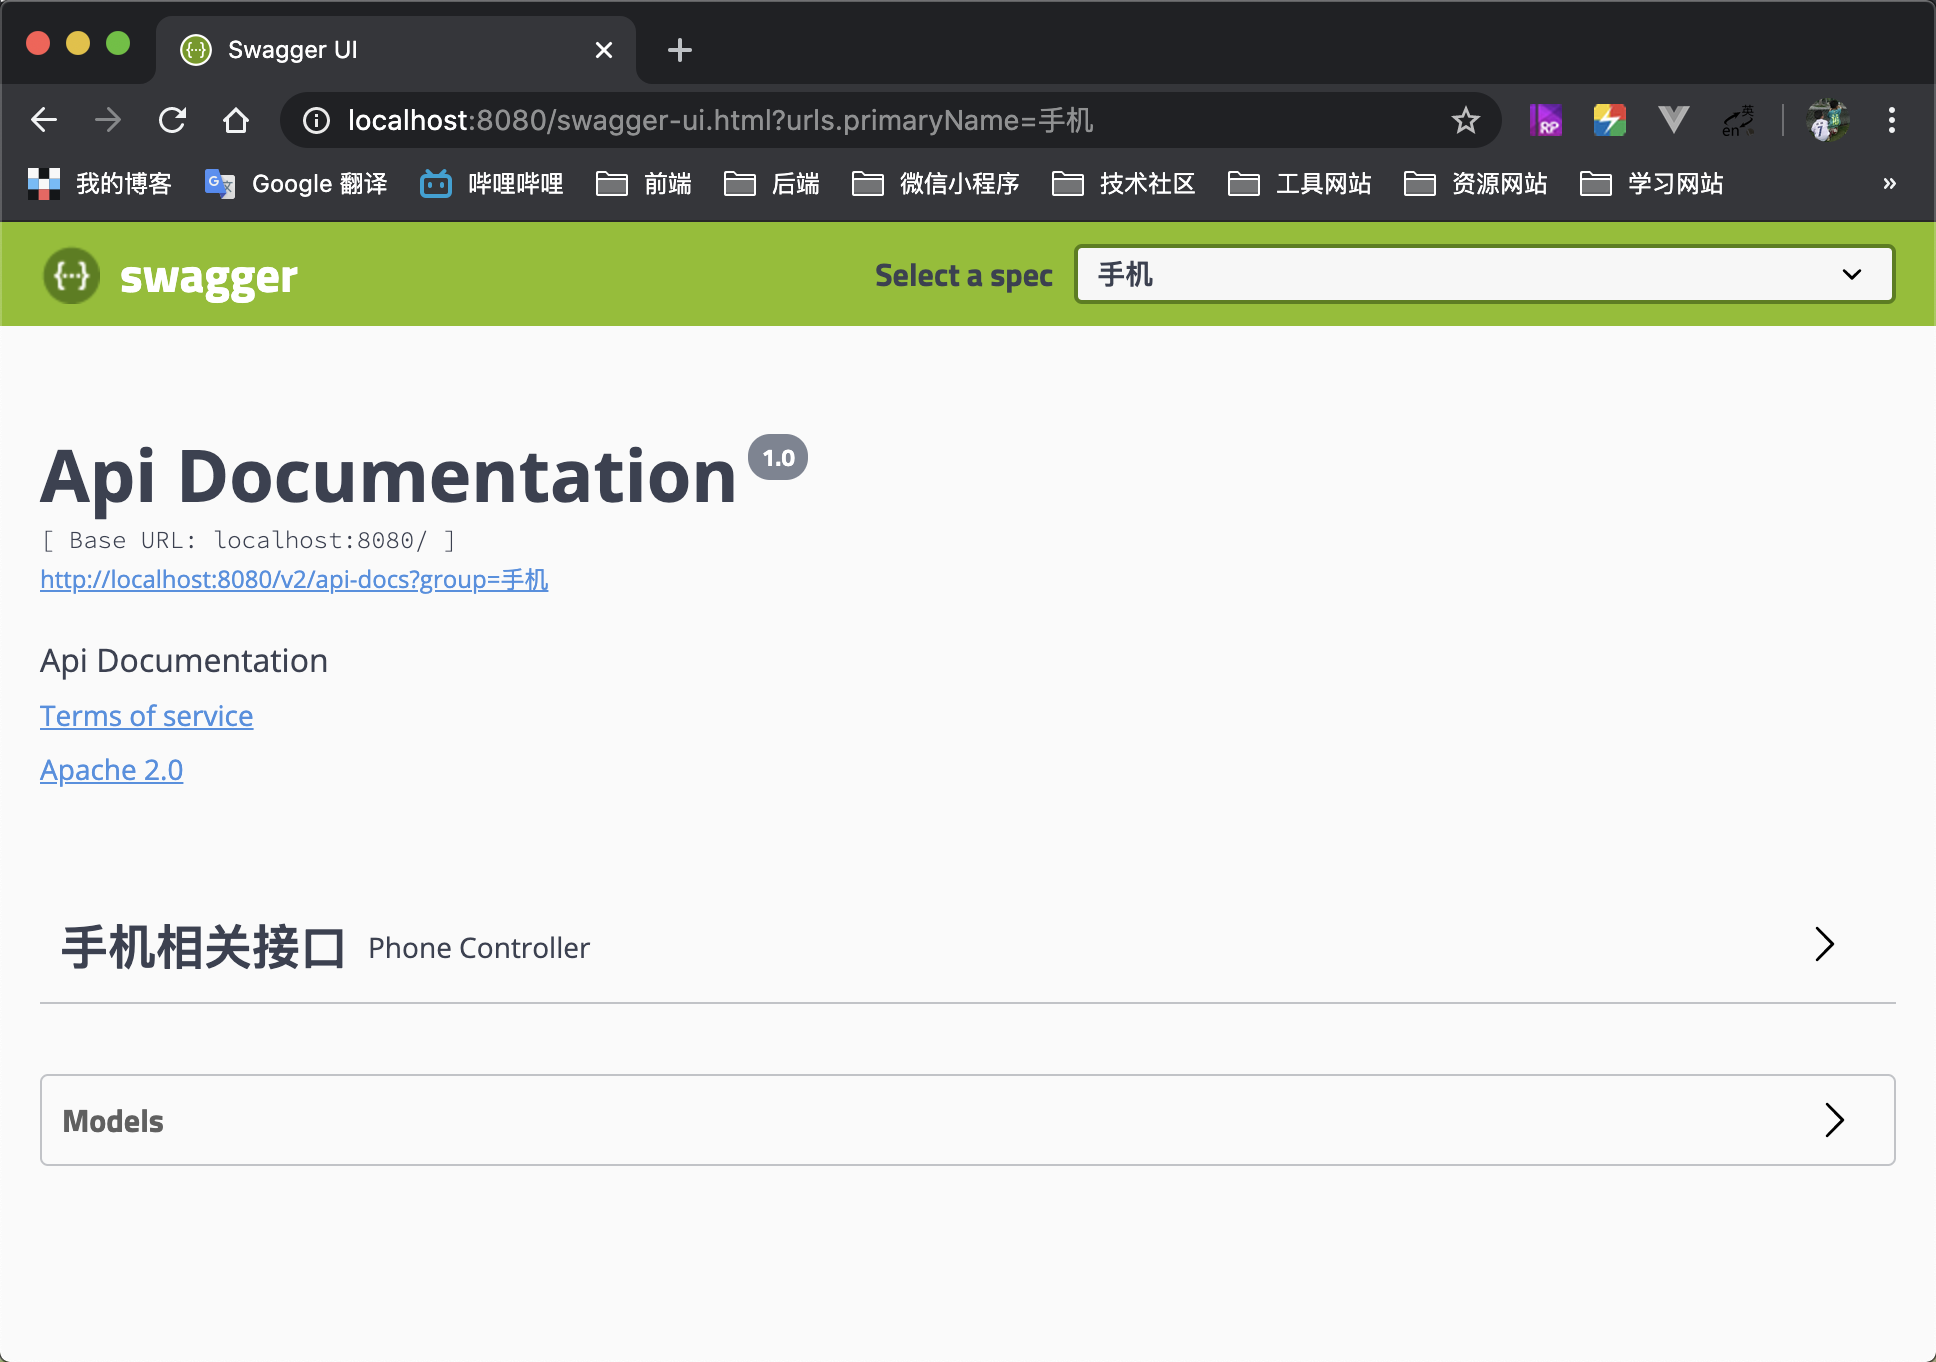 Swagger UI
localhost:8080/swagger-ui.html?urls.primaryName=手机
RP
英
en
我的博客
Google 翻译
哔哩哔哩
前端
后端
微信小程序
技术社区
工具网站
资源网站
学习网站
»
{···} swagger
Select a spec
手机
Api Documentation 1.0
[ Base URL: localhost:8080/ ]
http://localhost:8080/v2/api-docs?group=手机
Api Documentation
Terms of service
Apache 2.0
手机相关接口 Phone Controller
Models